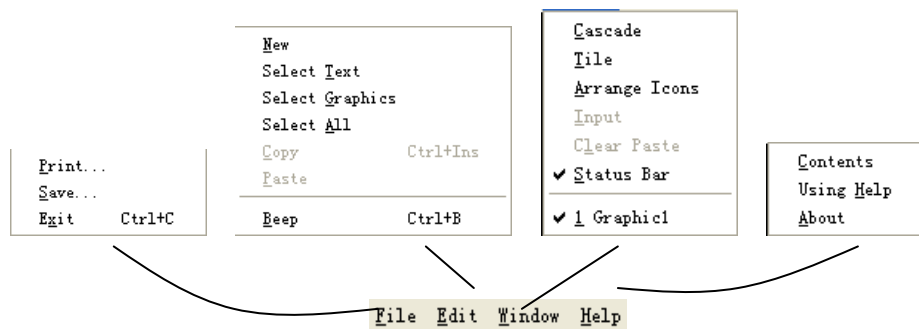 Print...
Save...
Exit Ctrl+C
New
Select Text
Select Graphics
Select All
Copy Ctrl+Ins
Paste
Beep Ctrl+B
Cascade
Tile
Arrange Icons
Input
Clear Paste
✔ Status Bar
✔ 1 Graphic1
Contents
Using Help
About
File Edit Window Help